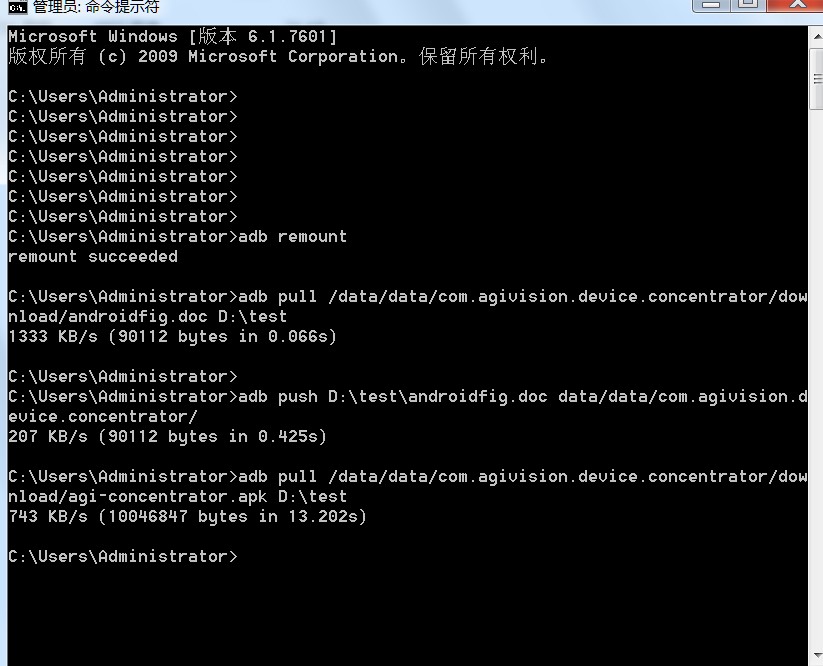 管理员: 命令提示符
Microsoft Windows [版本 6.1.7601]
版权所有 (c) 2009 Microsoft Corporation。保留所有权利。
C:\Users\Administrator>
C:\Users\Administrator>
C:\Users\Administrator>
C:\Users\Administrator>
C:\Users\Administrator>
C:\Users\Administrator>
C:\Users\Administrator>
C:\Users\Administrator>adb remount
remount succeeded
C:\Users\Administrator>adb pull /data/data/com.agivision.device.concentrator/dow
nload/androidfig.doc D:\test
1333 KB/s (90112 bytes in 0.066s)
C:\Users\Administrator>
C:\Users\Administrator>adb push D:\test\androidfig.doc data/data/com.agivision.d
evice.concentrator/
207 KB/s (90112 bytes in 0.425s)
C:\Users\Administrator>adb pull /data/data/com.agivision.device.concentrator/dow
nload/agi-concentrator.apk D:\test
743 KB/s (10046847 bytes in 13.202s)
C:\Users\Administrator>